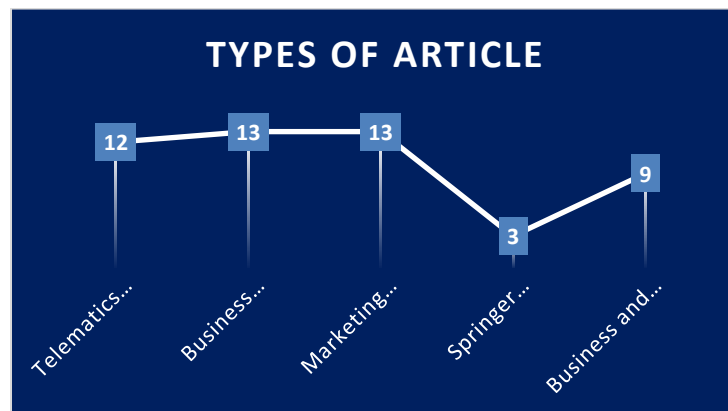 TYPES OF ARTICLE
12
13
13
3
9
Telematics...
Business...
Marketing...
Springer...
Business and...